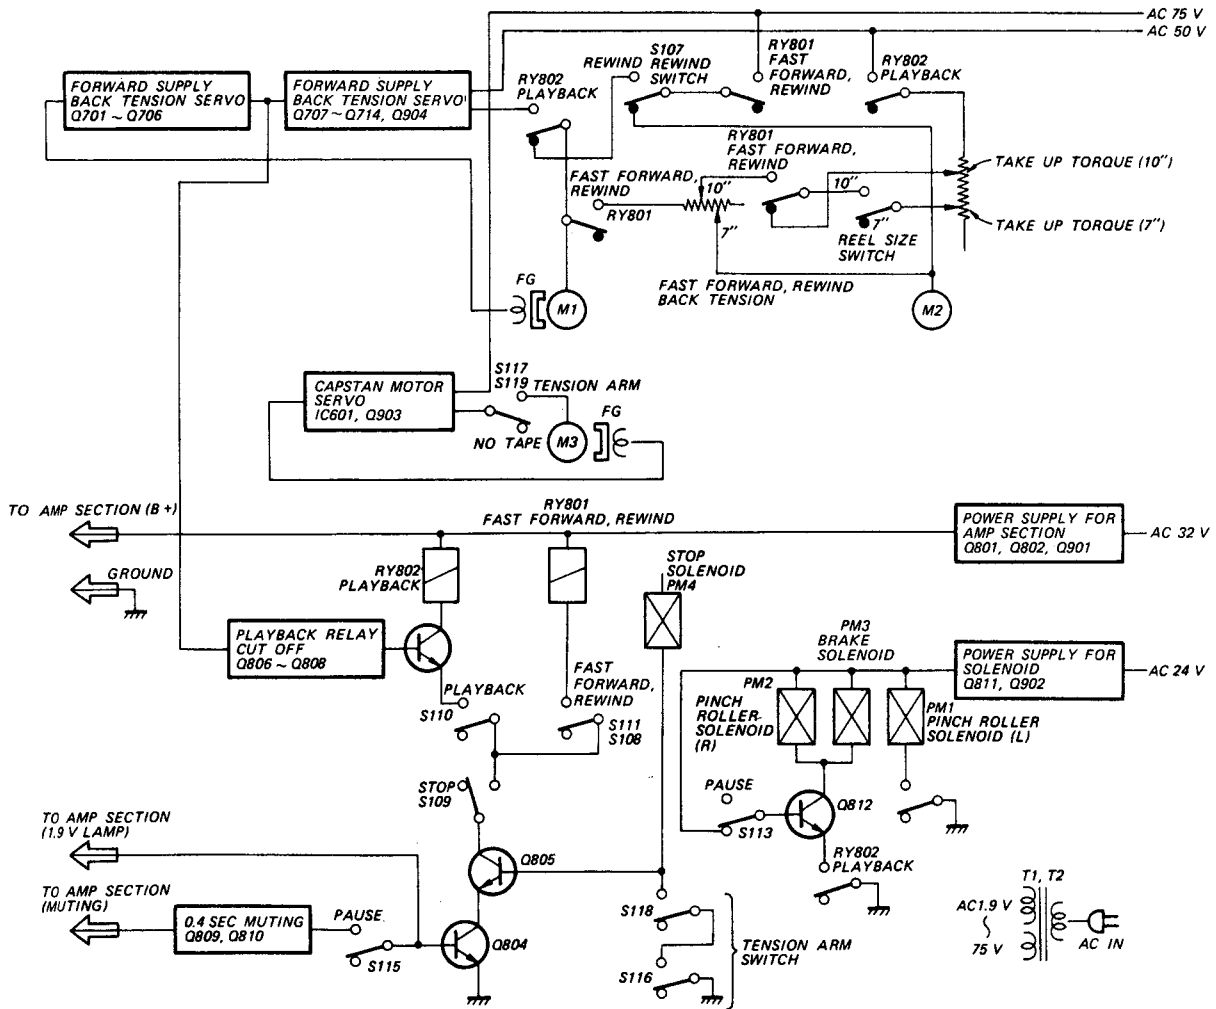 AC 75 V
AC 50 V
FORWARD SUPPLY
BACK TENSION SERVO
Q701 ~ Q706
FORWARD SUPPLY
BACK TENSION SERVO
Q707 ~ Q714, Q904
RY802
PLAYBACK
REWIND
S107
REWIND
SWITCH
RY801
FAST
FORWARD,
REWIND
RY802
PLAYBACK
RY801
FAST FORWARD,
REWIND
FAST FORWARD,
REWIND
RY801
10"
7"
10"
7"
REEL SIZE
SWITCH
TAKE UP TORQUE (10")
TAKE UP TORQUE (7")
FAST FORWARD, REWIND
BACK TENSION
FG
M1
M2
CAPSTAN MOTOR
SERVO
IC601, Q903
S117
S119
TENSION ARM
NO TAPE
M3
FG
TO AMP SECTION (B +)
GROUND
RY801
FAST FORWARD, REWIND
RY802
PLAYBACK
STOP
SOLENOID
PM4
POWER SUPPLY FOR
AMP SECTION
Q801, Q802, Q901
AC 32 V
PLAYBACK RELAY
CUT OFF
Q806 ~ Q808
PLAYBACK
S110
FAST
FORWARD,
REWIND
S111
S108
PM3
BRAKE
SOLENOID
POWER SUPPLY FOR
SOLENOID
Q811, Q902
AC 24 V
PM2
PINCH
ROLLER
SOLENOID
(R)
PM1
PINCH ROLLER
SOLENOID (L)
STOP
S109
PAUSE
S113
Q812
RY802
PLAYBACK
TO AMP SECTION
(1.9 V LAMP)
Q805
TO AMP SECTION
(MUTING)
0.4 SEC MUTING
Q809, Q810
PAUSE
S115
Q804
S118
S116
TENSION ARM
SWITCH
T1, T2
AC1.9 V
~
75 V
AC IN